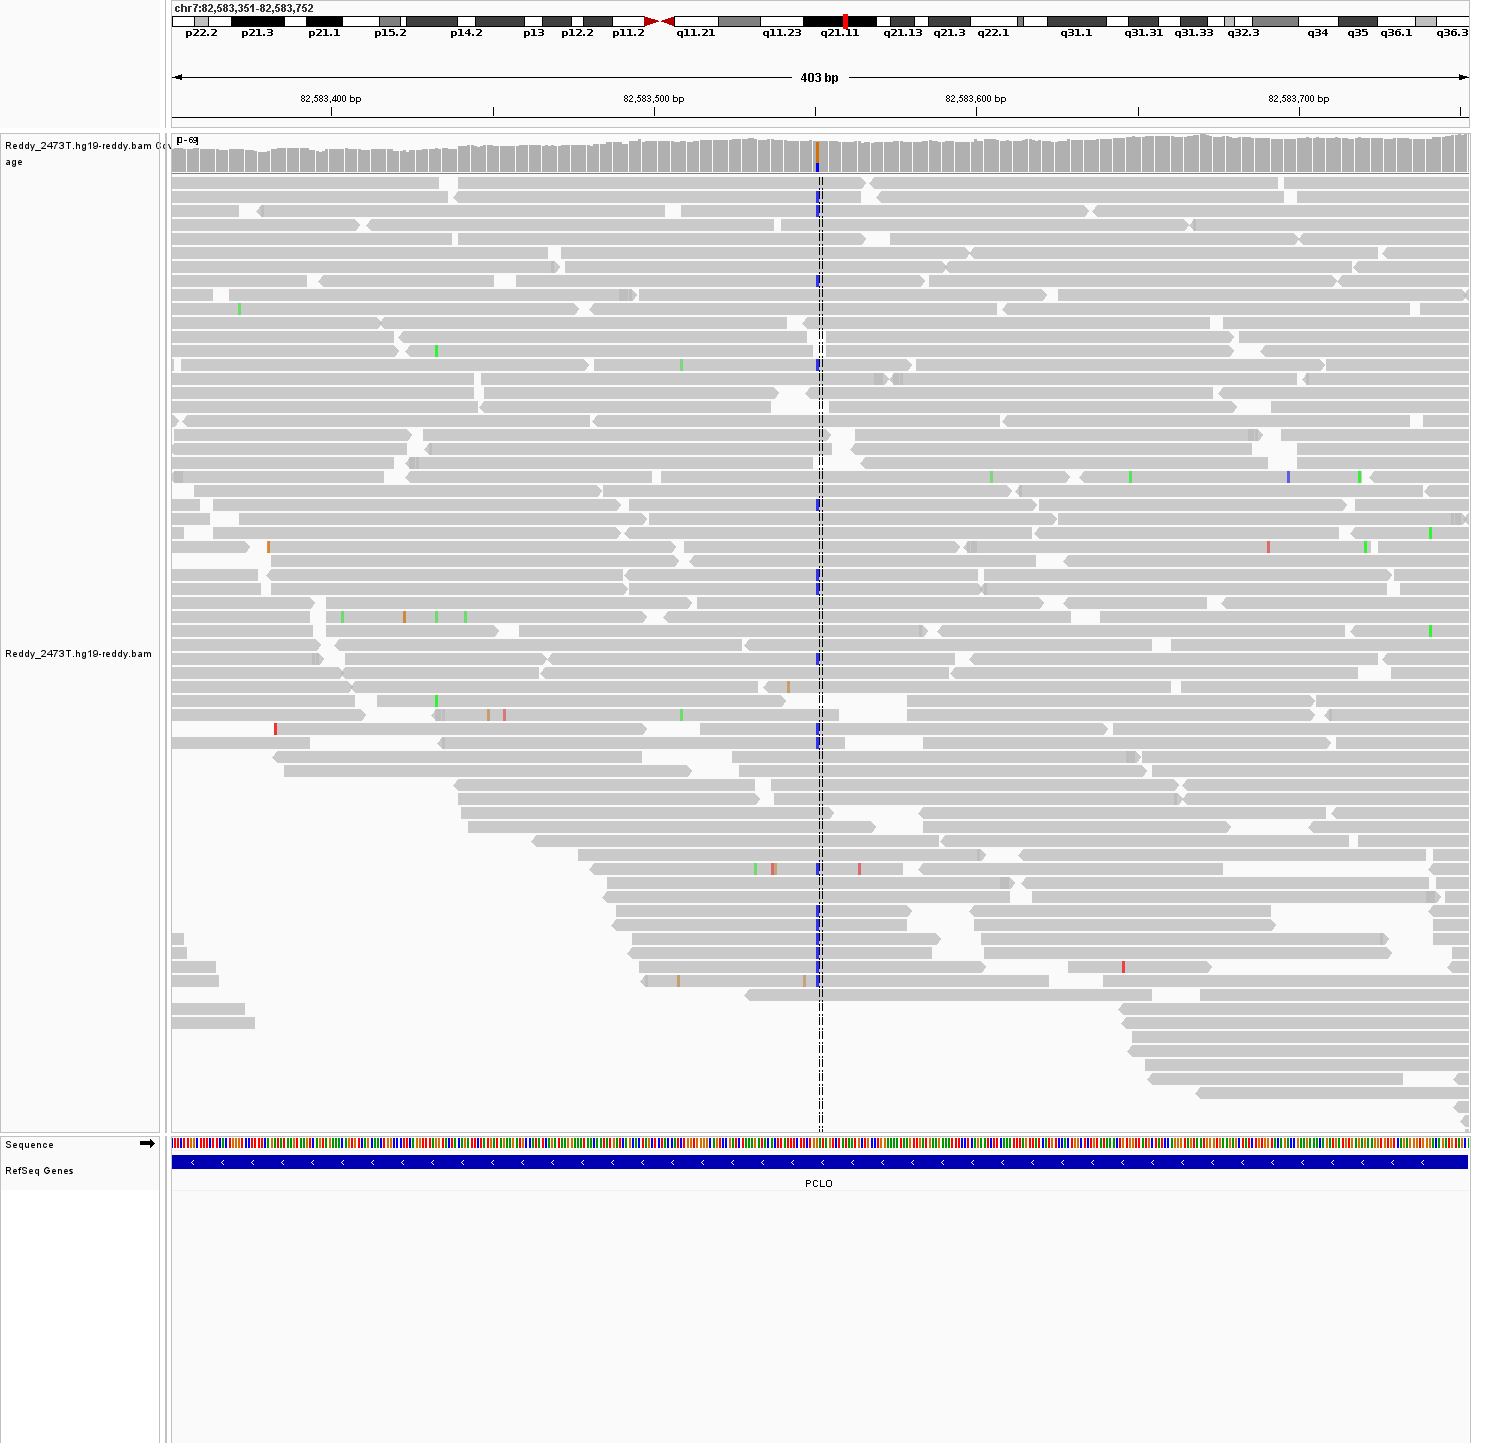 chr7:82,583,351-82,583,752
p22.2 p21.3 p21.1 p15.2 p14.2 p13 p12.2 p11.2 q11.21 q11.23 q21.11 q21.13 q21.3 q22.1 q31.1 q31.31 q31.33 q32.3 q34 q35 q36.1 q36.3
403 bp
82,583,400 bp 82,583,500 bp 82,583,600 bp 82,583,700 bp
[0-69]
Reddy_2473T.hg19-reddy.bam Cov
age
Reddy_2473T.hg19-reddy.bam
Sequence
RefSeq Genes
PCLO